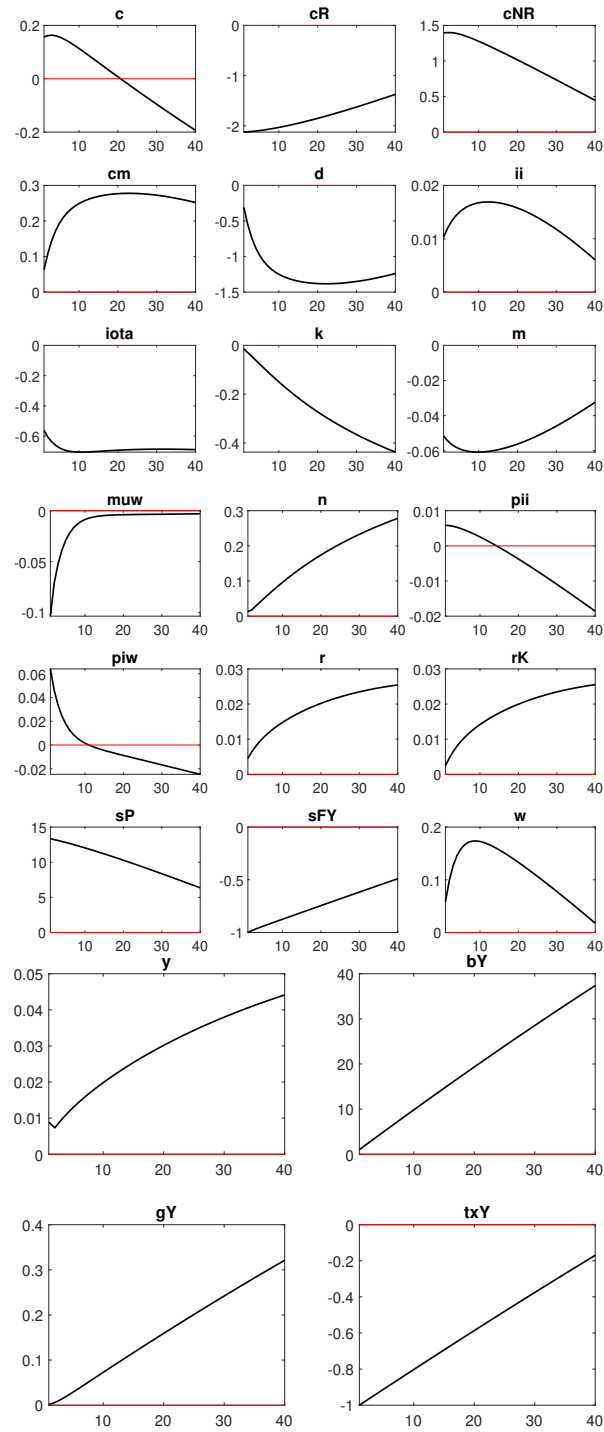 c cR cNR
0.2 0 1.5
0 -1 1
-0.2 -2 0.5
0
10 20 30 40 10 20 30 40 10 20 30 40
cm d ii
0.3 0 0.02
0.2 -0.5 0.01
0.1 -1
0 -1.5 0
10 20 30 40 10 20 30 40 10 20 30 40
iota k m
0 0 0
-0.2 -0.2 -0.02
-0.4 -0.4 -0.04
-0.6 -0.06
10 20 30 40 10 20 30 40 10 20 30 40
muw n pii
0 0.3 0.01
-0.05 0.2 0
-0.1 0.1 -0.01
0 -0.02
10 20 30 40 10 20 30 40 10 20 30 40
piw r rK
0.06 0.03 0.03
0.04 0.02 0.02
0.02 0.01 0.01
0 0 0
-0.02
10 20 30 40 10 20 30 40 10 20 30 40
sP sFY w
15 0 0.2
10 -0.5 0.1
5 -1 0
0
10 20 30 40 10 20 30 40 10 20 30 40
y bY
0.05 40
0.04 30
0.03 20
0.02 10
0.01 0
0
10 20 30 40 10 20 30 40
gY txY
0.4 0
0.3 -0.2
0.2 -0.4
0.1 -0.6
0 -0.8
-1
10 20 30 40 10 20 30 40